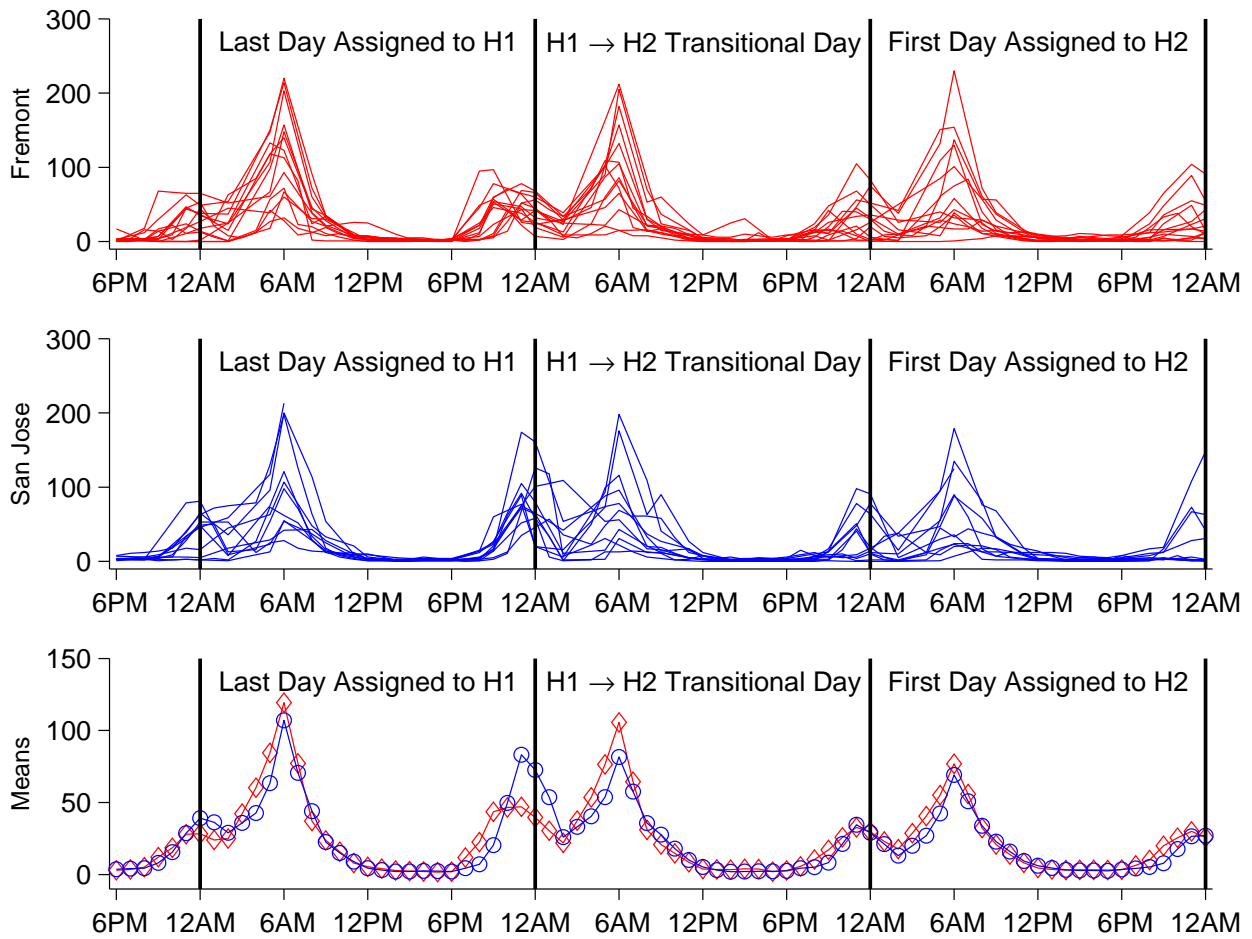 300
Last Day Assigned to H1 H1 → H2 Transitional Day First Day Assigned to H2
200
Fremont
100
0
6PM 12AM 6AM 12PM 6PM 12AM 6AM 12PM 6PM 12AM 6AM 12PM 6PM 12AM
300
Last Day Assigned to H1 H1 → H2 Transitional Day First Day Assigned to H2
200
San Jose
100
0
6PM 12AM 6AM 12PM 6PM 12AM 6AM 12PM 6PM 12AM 6AM 12PM 6PM 12AM
150
Last Day Assigned to H1 H1 → H2 Transitional Day First Day Assigned to H2
100
Means
50
0
6PM 12AM 6AM 12PM 6PM 12AM 6AM 12PM 6PM 12AM 6AM 12PM 6PM 12AM